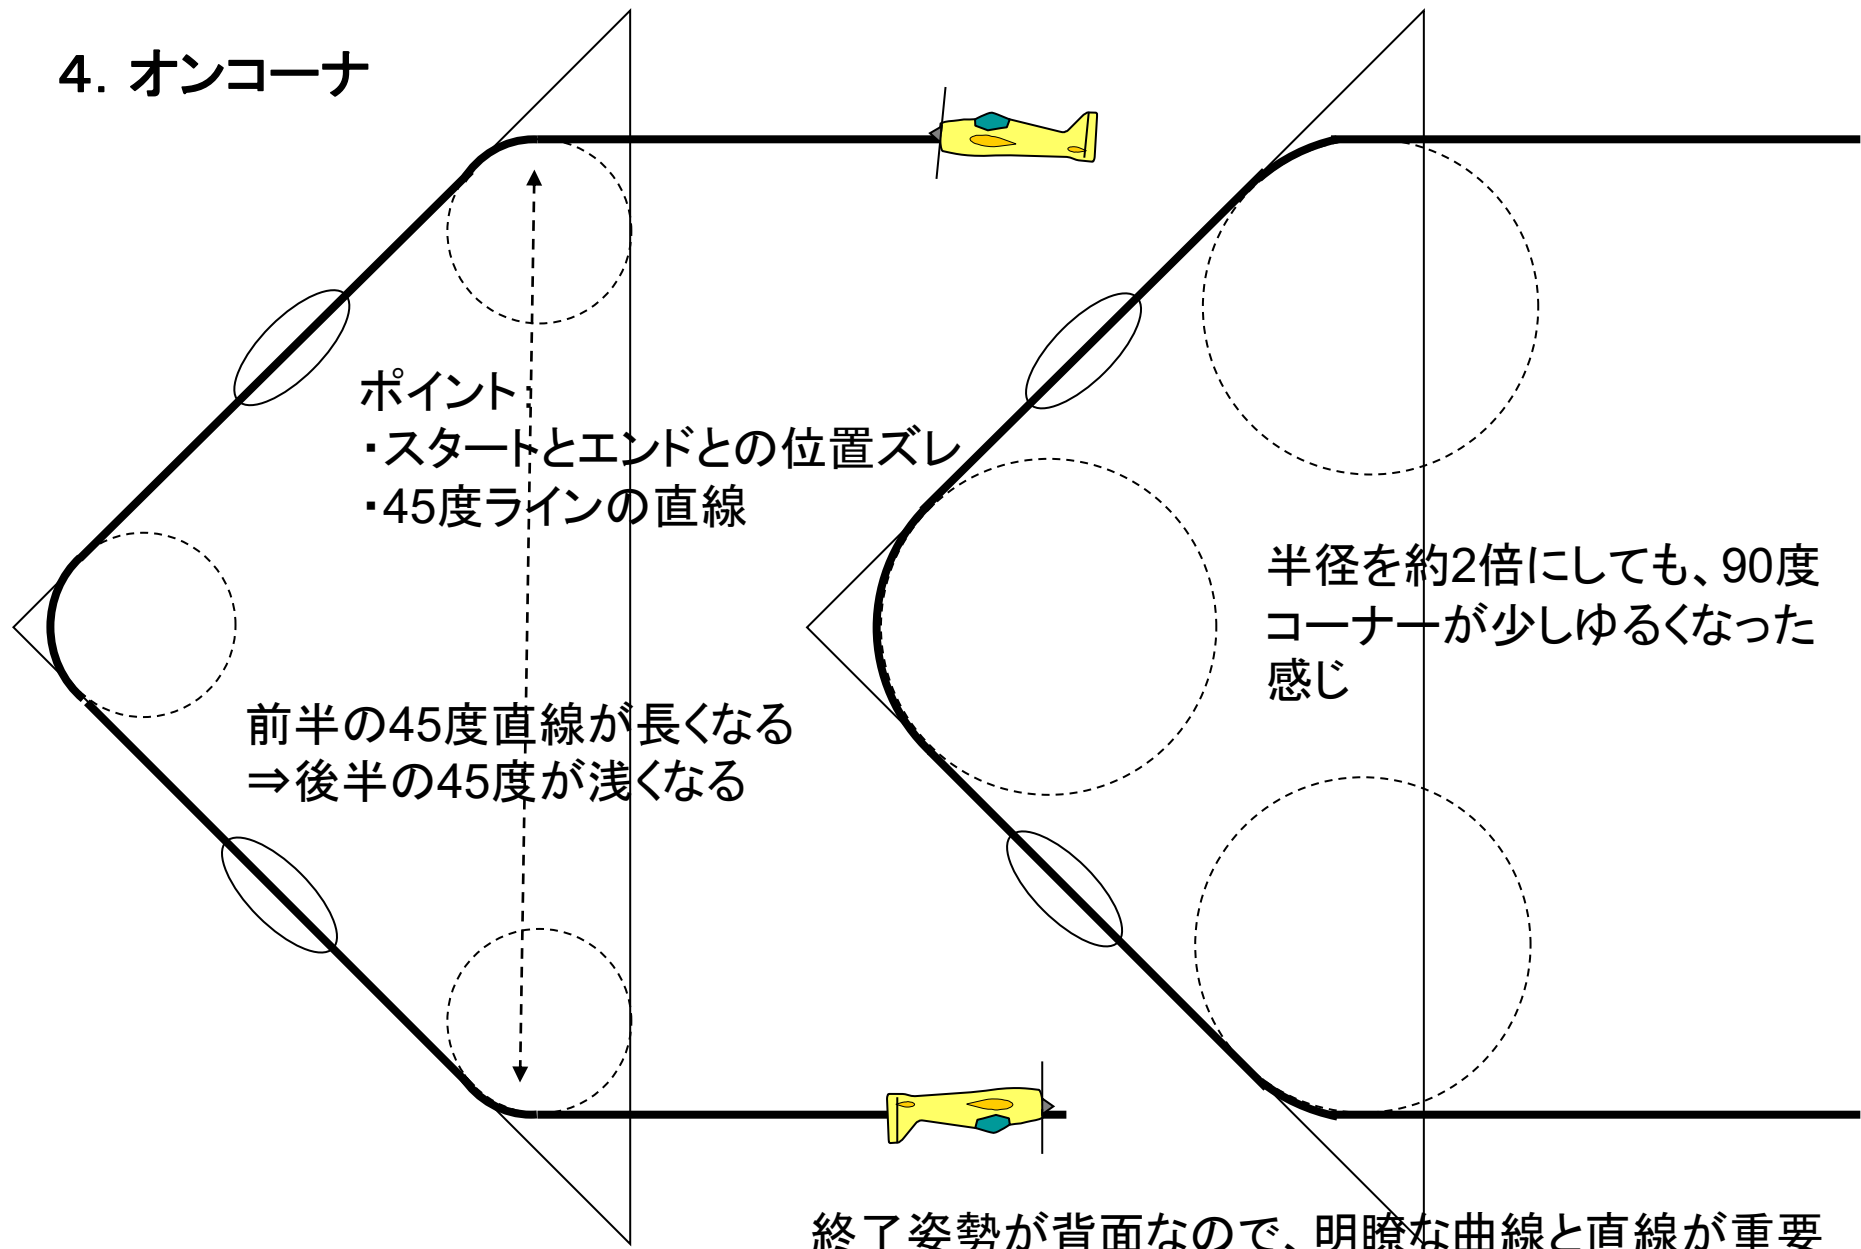 ４．オンコーナ
ポイント：
・スタートとエンドとの位置ズレ
・45度ラインの直線
半径を約2倍にしても、90度
コーナーが少しゆるくなった
感じ
前半の45度直線が長くなる
⇒後半の45度が浅くなる
終了姿勢が背面なので、明瞭な曲線と直線が重要